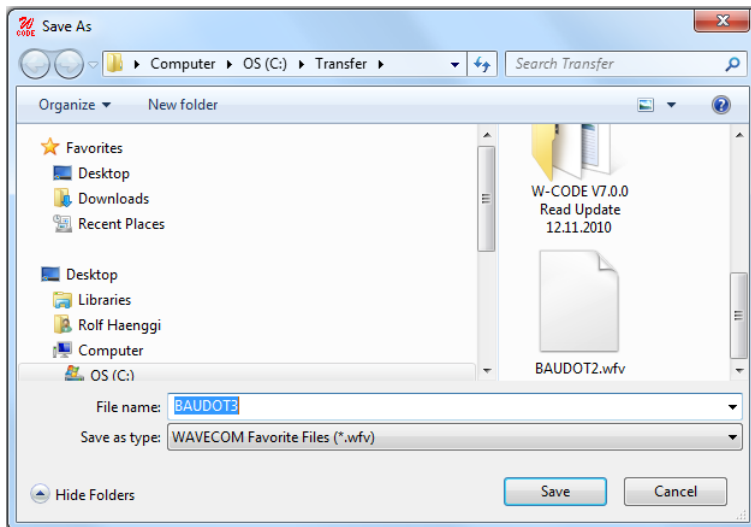 W CODE Save As
Computer OS (C:) Transfer Search Transfer
Organize New folder
Favorites
Desktop
Downloads
Recent Places
Desktop
Libraries
Rolf Haenggi
Computer
OS (C:)
W-CODE V7.0.0
Read Update
12.11.2010
BAUDOT2.wfv
File name: BAUDOT3
Save as type: WAVECOM Favorite Files (*.wfv)
Hide Folders Save Cancel